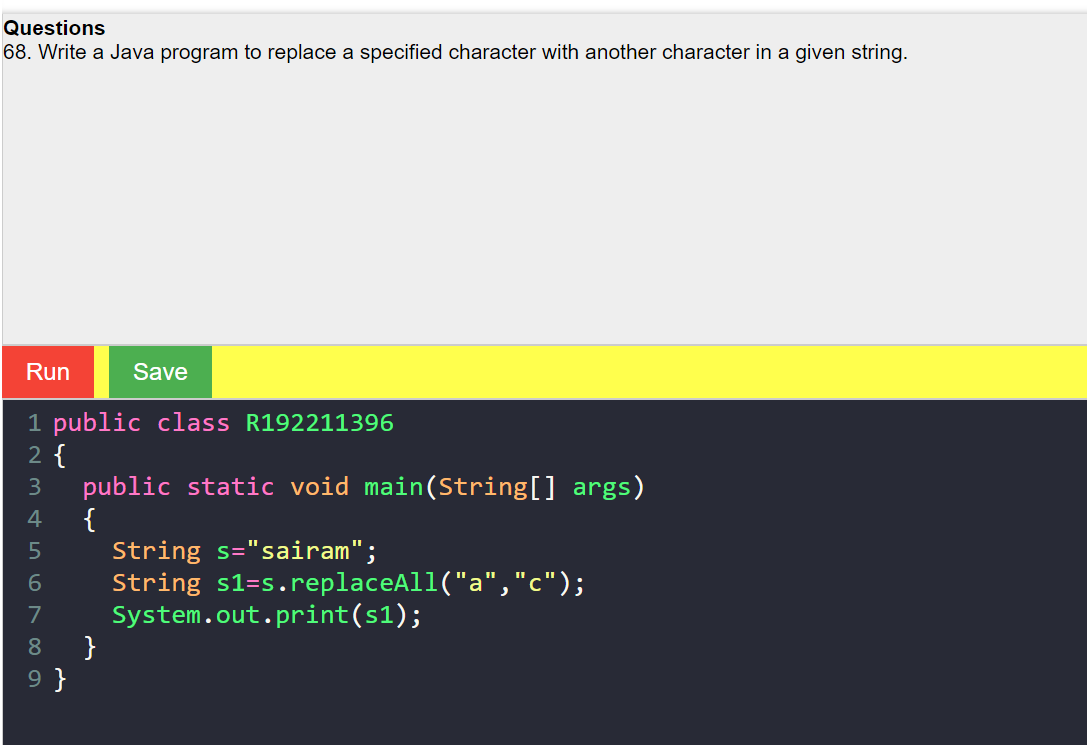 Questions
68. Write a Java program to replace a specified character with another character in a given string.
Run Save
1 public class R192211396
2 {
3   public static void main(String[] args)
4   {
5     String s="sairam";
6     String s1=s.replaceAll("a","c");
7     System.out.print(s1);
8   }
9 }